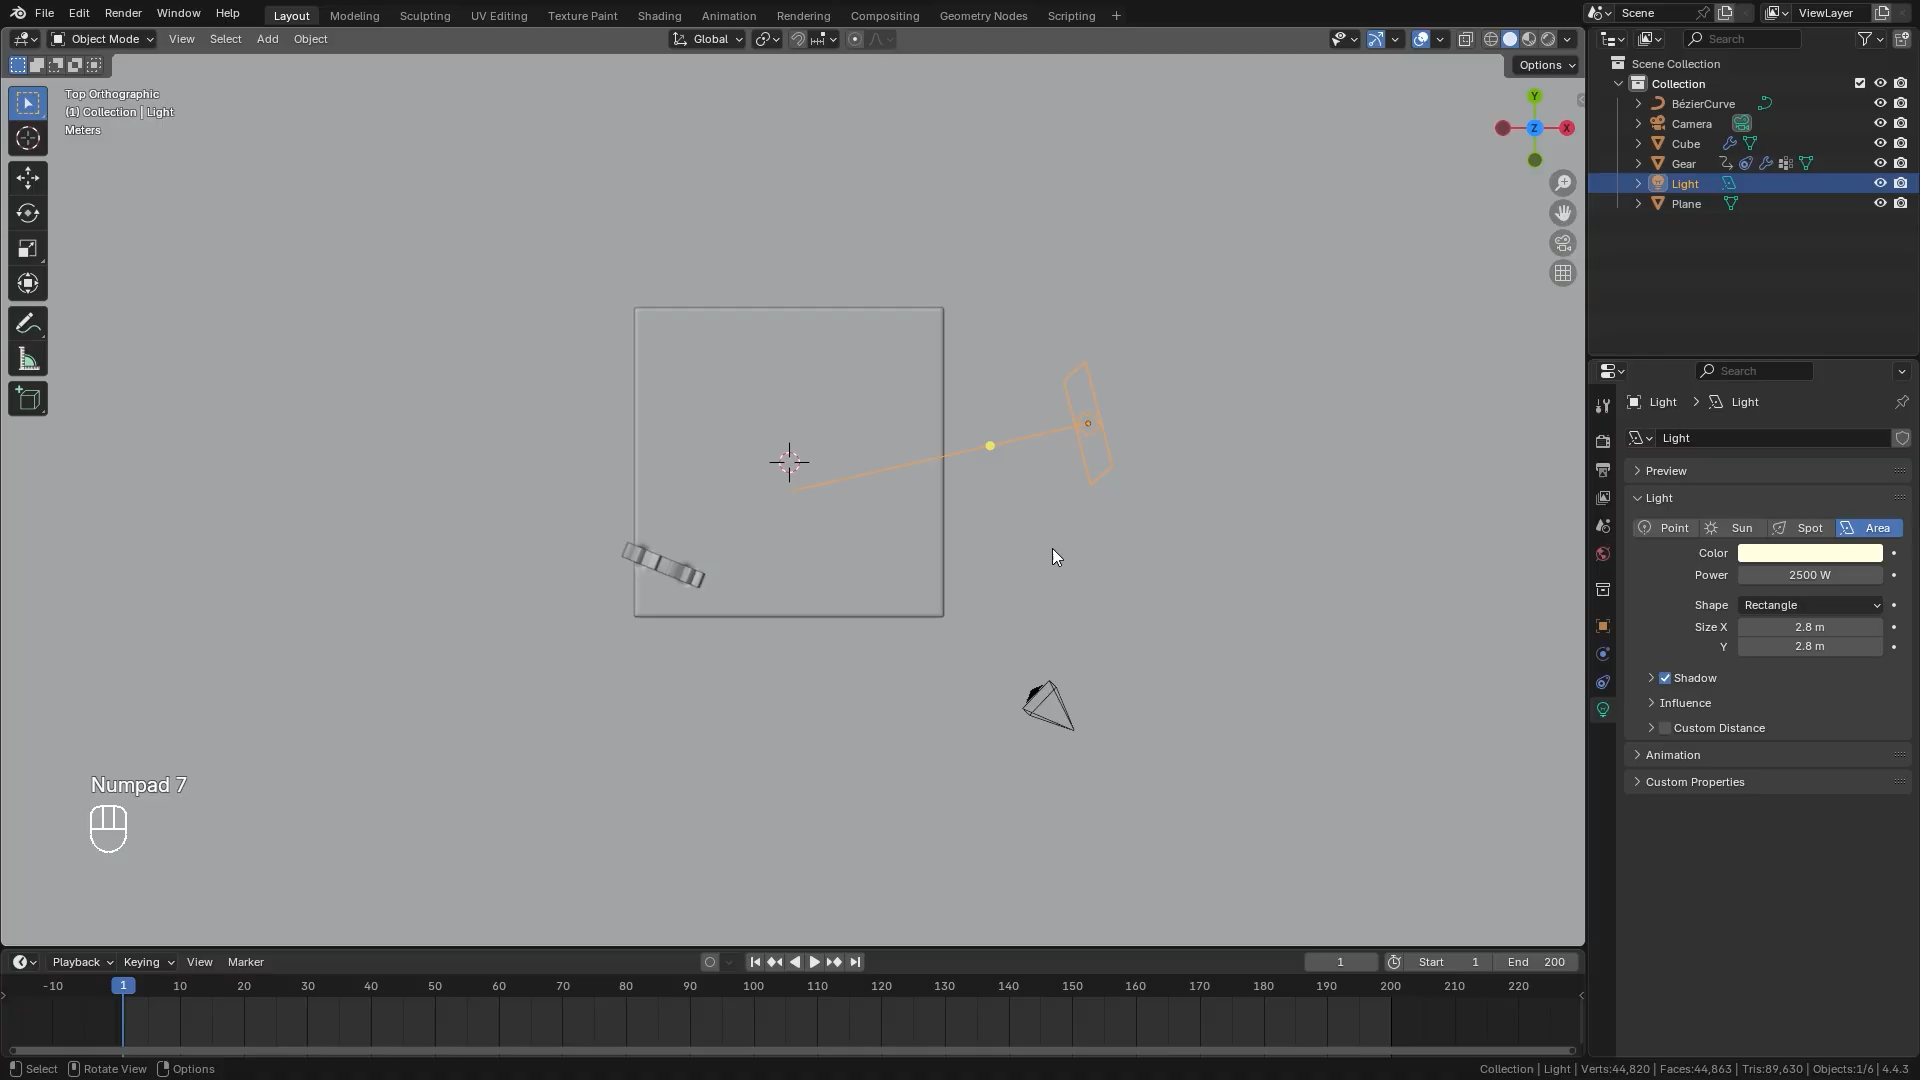 File Edit Render Window Help
Layout Modeling Sculpting UV Editing Texture Paint Shading Animation Rendering Compositing Geometry Nodes Scripting +
Scene ViewLayer
Object Mode View Select Add Object
Global
Search
Options
Top Orthographic
(1) Collection | Light
Meters
Y
Z X
Scene Collection
Collection
BézierCurve
Camera
Cube
Gear
Light
Plane
Search
Light > Light
Light
Preview
Light
Point Sun Spot Area
Color
Power 2500 W
Shape Rectangle
Size X 2.8 m
Y 2.8 m
Shadow
Influence
Custom Distance
Animation
Custom Properties
Numpad 7
Playback Keying View Marker
1 Start 1 End 200
-10 1 10 20 30 40 50 60 70 80 90 100 110 120 130 140 150 160 170 180 190 200 210 220
Select Rotate View Options
Collection | Light | Verts:44,820 | Faces:44,863 | Tris:89,630 | Objects:1/6 | 4.4.3